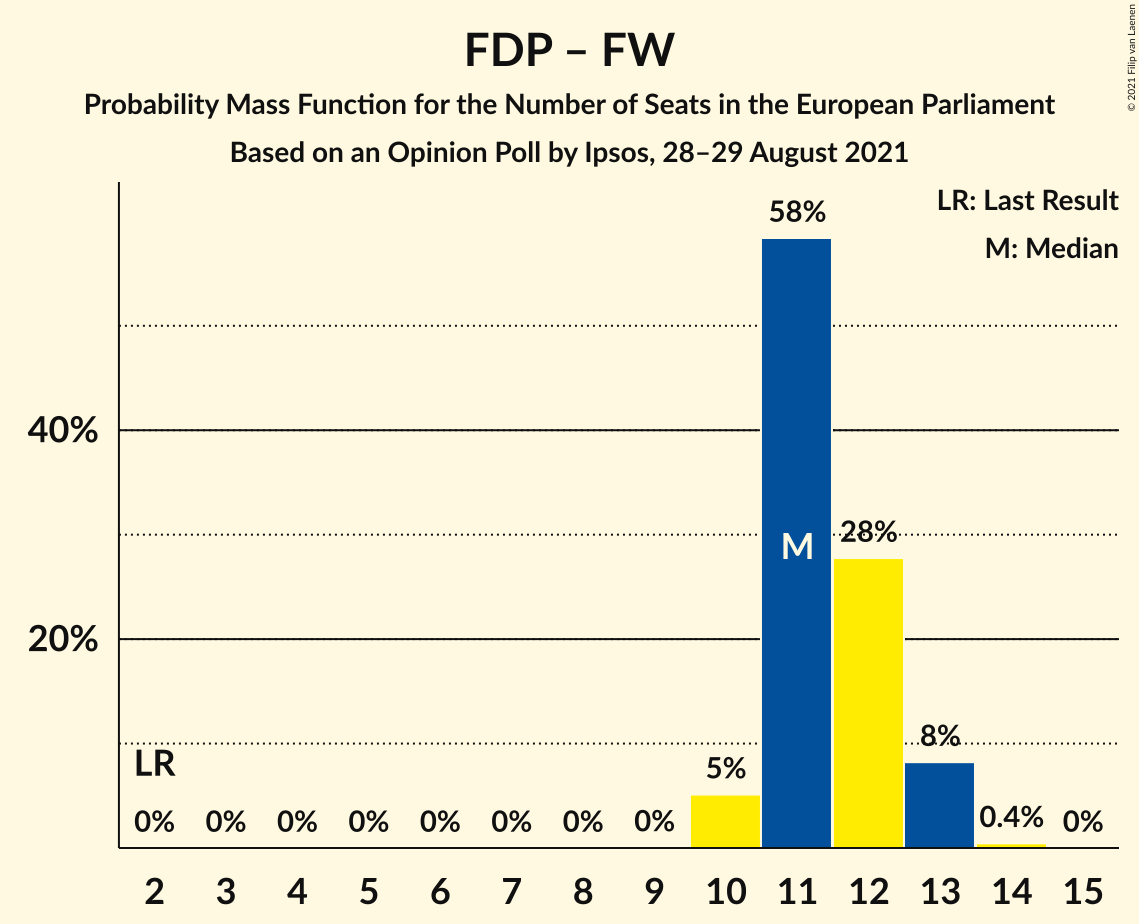 FDP – FW
Probability Mass Function for the Number of Seats in the European Parliament
Based on an Opinion Poll by Ipsos, 28–29 August 2021
© 2021 Filip van Laenen
LR: Last Result
M: Median
58%
40%
M
28%
20%
8%
LR
5%
0% 0% 0% 0% 0% 0% 0% 0% 0.4% 0%
2 3 4 5 6 7 8 9 10 11 12 13 14 15